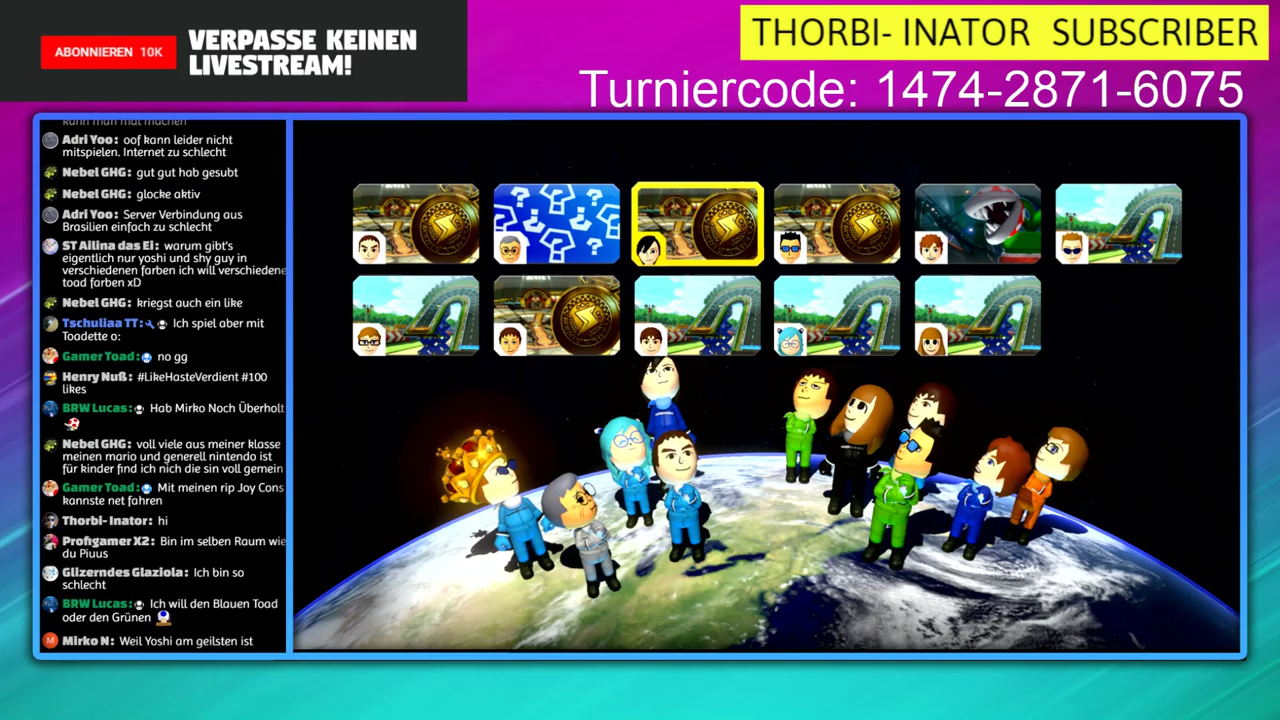 ABONNIEREN 10K
VERPASSE KEINEN
LIVESTREAM!
THORBI- INATOR SUBSCRIBER
Turniercode: 1474-2871-6075
kann man mal machen
Adri Yoo: oof kann leider nicht
mitspielen. Internet zu schlecht
Nebel GHG: gut gut hab gesubt
Nebel GHG: glocke aktiv
Adri Yoo: Server Verbindung aus
Brasilien einfach zu schlecht
ST Ailina das Ei: warum gibt's
eigentlich nur yoshi und shy guy in
verschiedenen farben ich will verschiedene
toad farben xD
Nebel GHG: kriegst auch ein like
Tschuliaa TT: Ich spiel aber mit
Toadette o:
Gamer Toad: no gg
Henry Nuß: #LikeHasteVerdient #100
likes
BRW Lucas: Hab Mirko Noch Überholt
Nebel GHG: voll viele aus meiner klasse
meinen mario und generell nintendo ist
für kinder find ich nich die sin voll gemein
Gamer Toad: Mit meinen rip Joy Cons
kannste net fahren
Thorbi- Inator: hi
Profigamer X2: Bin im selben Raum wie
du Piuus
Glizerndes Glaziola: Ich bin so
schlecht
BRW Lucas: Ich will den Blauen Toad
oder den Grünen
M Mirko N: Weil Yoshi am geilsten ist